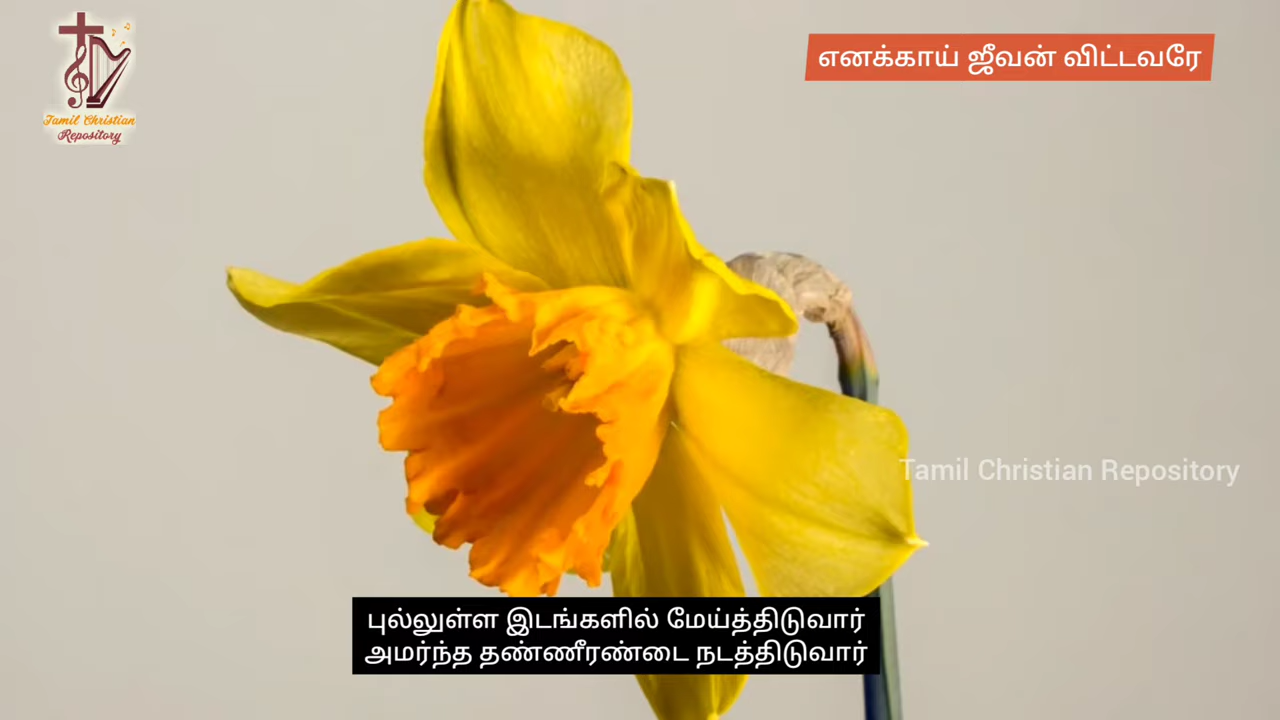 Tamil Christian
Repository
எனக்காய் ஜீவன் விட்டவரே
Tamil Christian Repository
புல்லுள்ள இடங்களில் மேய்த்திடுவார்
அமர்ந்த தண்ணீரண்டை நடத்திடுவார்